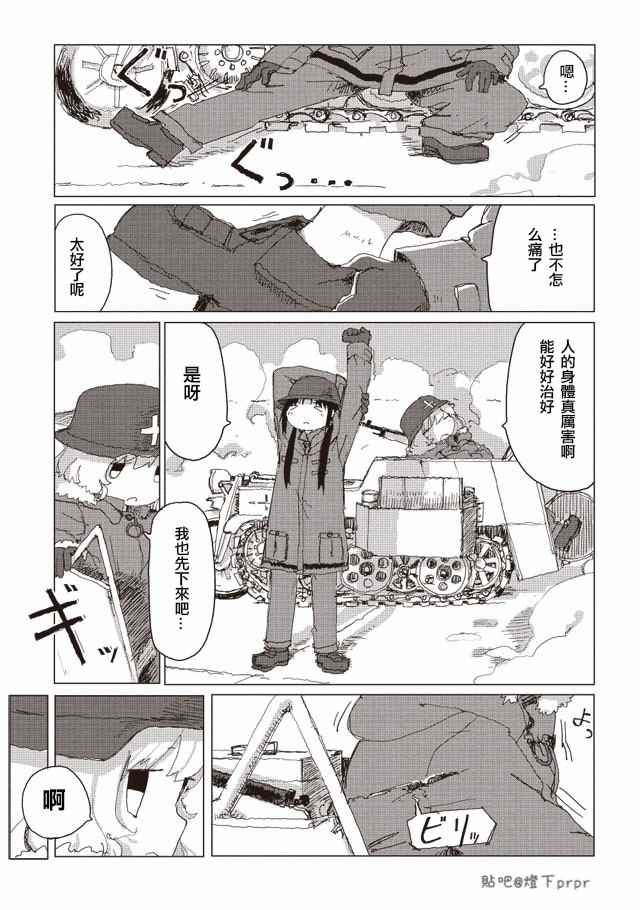 嗯…
ぐっ
ぐっ...
…也不怎
么痛了
太好了呢
人的身體真厲害啊
能好好治好
是呀
我也先下來吧…
ギッ
よっ
ビリッ
啊
貼吧@燈下prpr